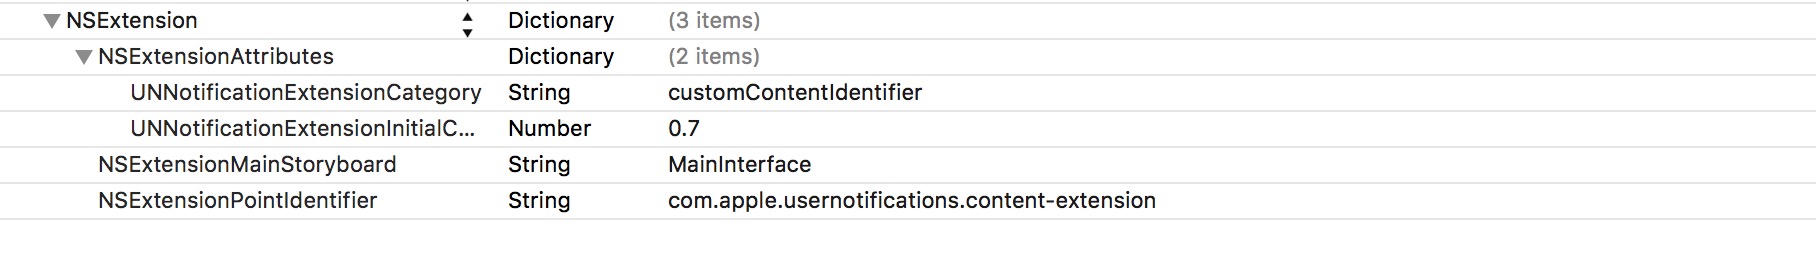 NSExtension Dictionary (3 items)
NSExtensionAttributes Dictionary (2 items)
UNNotificationExtensionCategory String customContentIdentifier
UNNotificationExtensionInitialC... Number 0.7
NSExtensionMainStoryboard String MainInterface
NSExtensionPointIdentifier String com.apple.usernotifications.content-extension